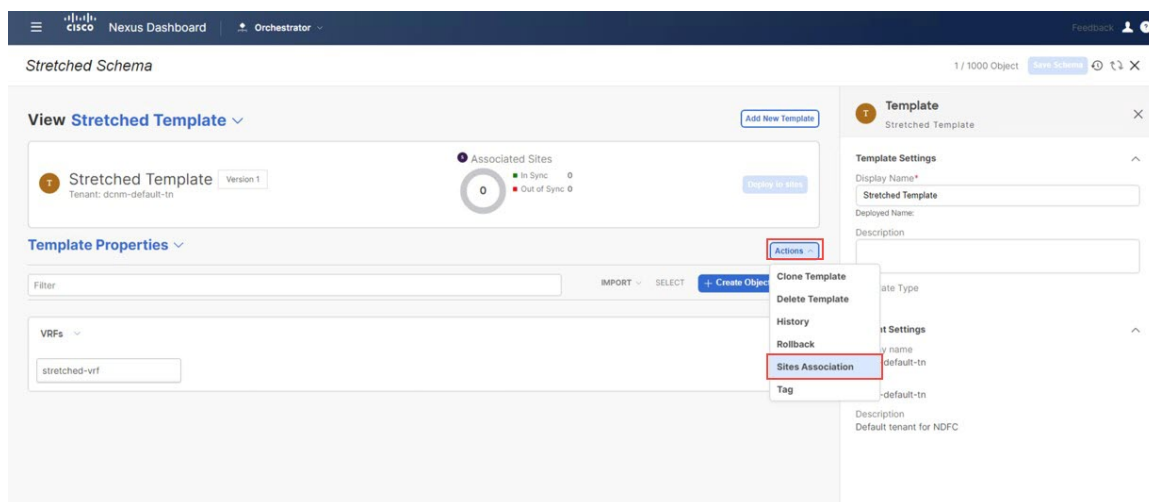 cisco Nexus Dashboard Orchestrator Feedback
Stretched Schema 1 / 1000 Object Save Schema
View Stretched Template Add New Template
T Stretched Template Version 1
Tenant: dcnm-default-tn
Associated Sites
0
In Sync 0
Out of Sync 0
Deploy to sites
Template Properties Actions
Filter IMPORT SELECT + Create Objec
Clone Template
Delete Template
History
Rollback
Sites Association
Tag
VRFs
stretched-vrf
T Template
Stretched Template
Template Settings
Display Name*
Stretched Template
Deployed Name:
Description
ate Type
nt Settings
y name
default-tn
-default-tn
Description
Default tenant for NDFC